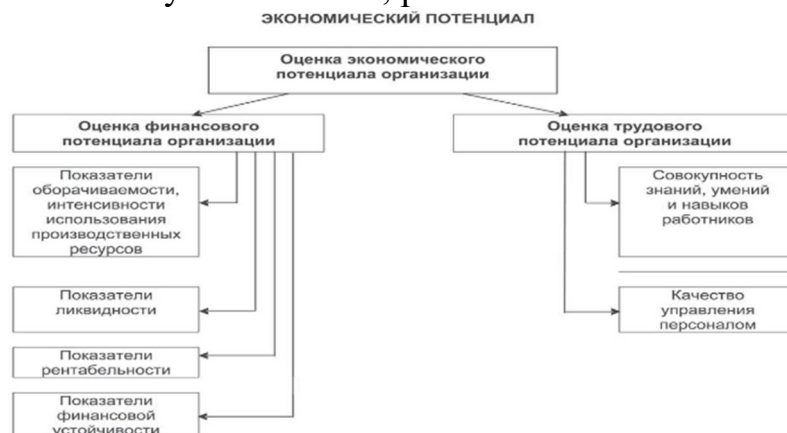 ЭКОНОМИЧЕСКИЙ ПОТЕНЦИАЛ
Оценка экономического
потенциала организации
Оценка финансового
потенциала организации
Оценка трудового
потенциала организации
Показатели
оборачиваемости,
интенсивности
использования
производственных
ресурсов
Совокупность
знаний, умений
и навыков
работников
Показатели
ликвидности
Качество
управления
персоналом
Показатели
рентабельности
Показатели
финансовой
устойчивости